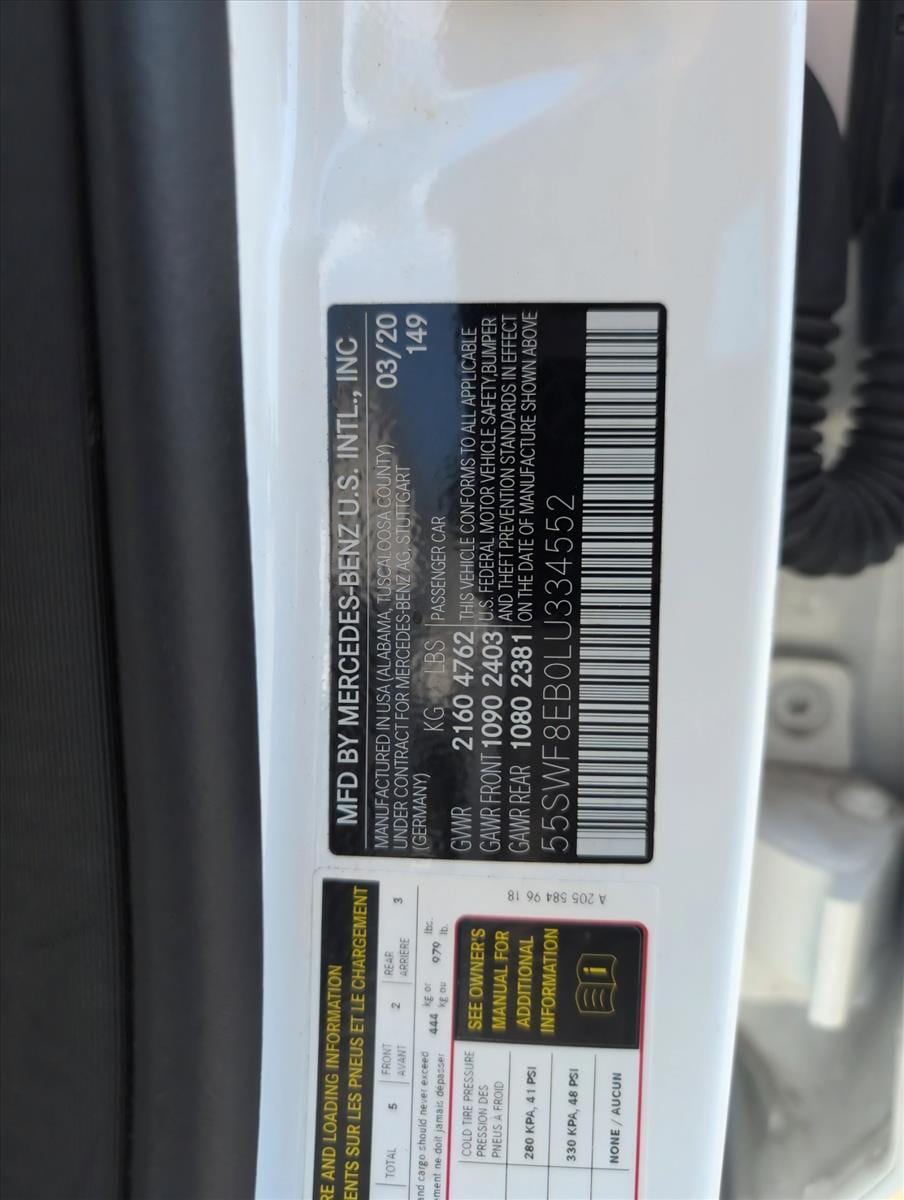 MFD BY MERCEDES-BENZ U.S. INTL., INC
MANUFACTURED IN USA (ALABAMA, TUSCALOOSA COUNTY) 03/20
UNDER CONTRACT FOR MERCEDES-BENZ AG, STUTTGART 149
(GERMANY)
KG LBS PASSENGER CAR
GVWR 2160 4762 THIS VEHICLE CONFORMS TO ALL APPLICABLE
GAWR FRONT 1090 2403 U.S. FEDERAL MOTOR VEHICLE SAFETY,BUMPER
GAWR REAR 1080 2381 AND THEFT PREVENTION STANDARDS IN EFFECT
ON THE DATE OF MANUFACTURE SHOWN ABOVE
55SWF8EB0LU334552
RE AND LOADING INFORMATION
ENTS SUR LES PNEUS ET LE CHARGEMENT
TOTAL 5 FRONT 2 REAR 3
AVANT ARRIÈRE
and cargo should never exceed 444 kg or 979 lbs.
ment ne doit jamais dépasser kg ou lb.
COLD TIRE PRESSURE
PRESSION DES
PNEUS À FROID
280 KPA, 41 PSI
330 KPA, 48 PSI
NONE / AUCUN
SEE OWNER'S
MANUAL FOR
ADDITIONAL
INFORMATION
i
A 205 584 96 18